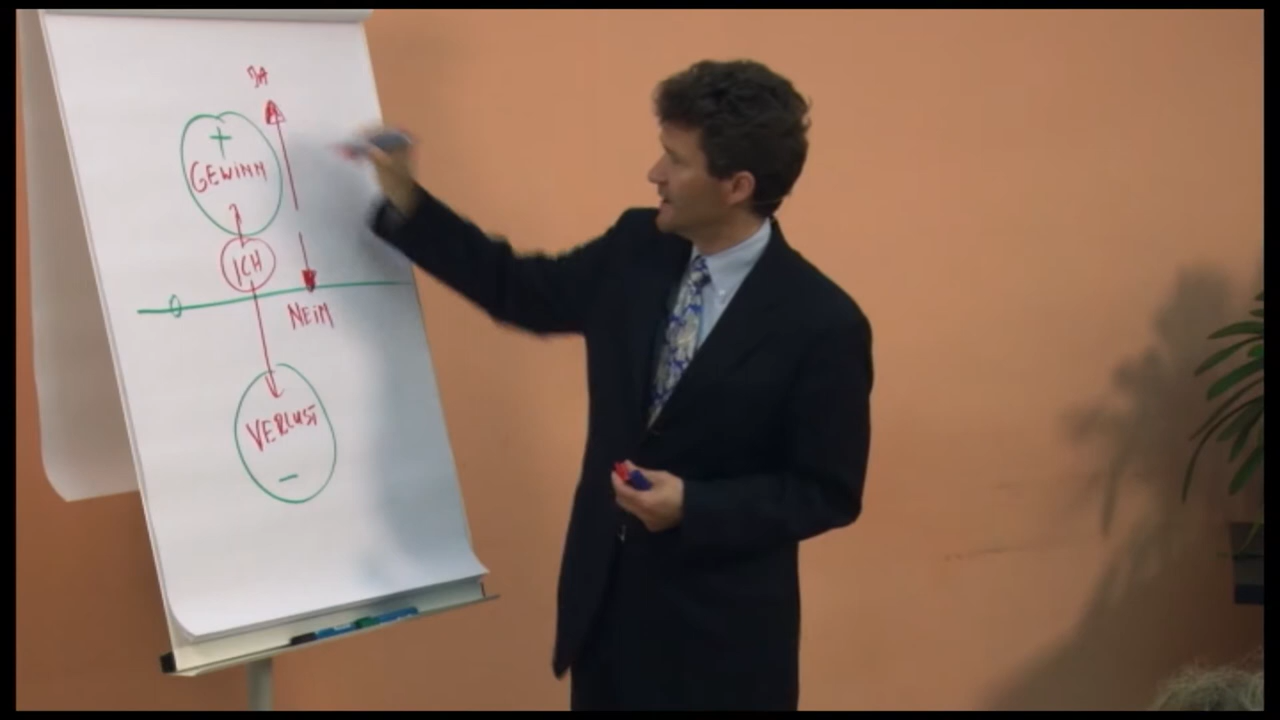 JA
+
GEWINN
ICH
0
NEIN
VERLUST
−